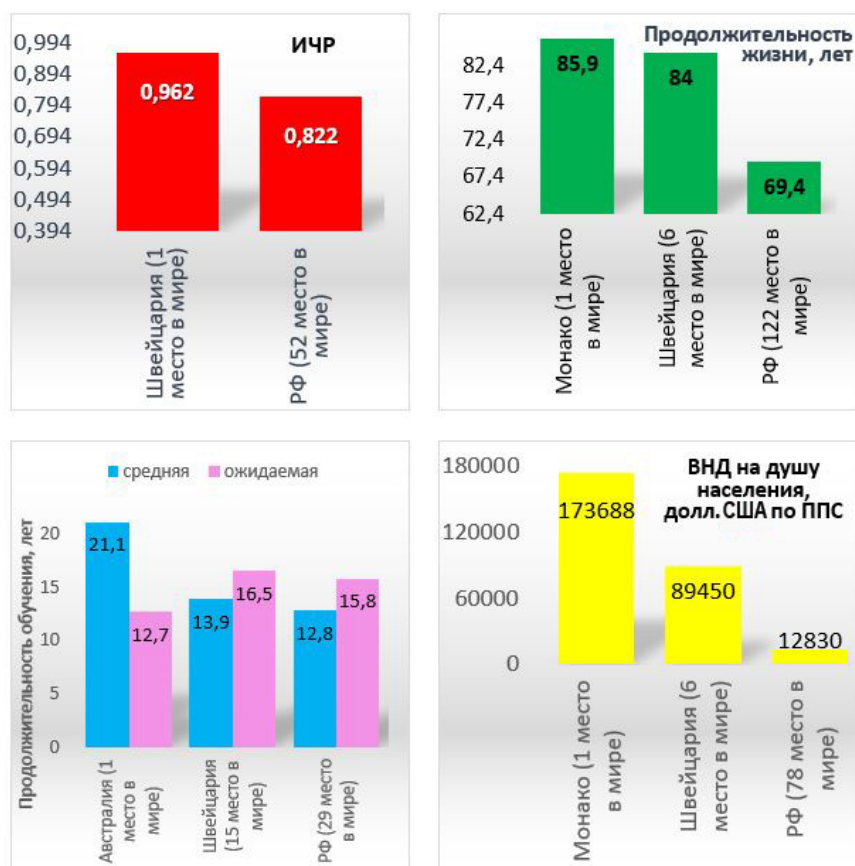 ИЧР
0,994
0,894
0,794
0,694
0,594
0,494
0,394
0,962
0,822
Швейцария (1
место в мире)
РФ (52 место в
мире)
Продолжительность
жизни, лет
82,4
77,4
72,4
67,4
62,4
85,9
84
69,4
Монако (1 место
в мире)
Швейцария (6
место в мире)
РФ (122 место в
мире)
средняя
ожидаемая
Продолжительность обучения, лет
20
15
10
5
0
21,1
12,7
13,9
16,5
12,8
15,8
Австралия (1
место в
мире)
Швейцария
(15 место в
мире)
РФ (29 место
в мире)
ВНД на душу
населения,
долл.США по ППС
180000
120000
60000
0
173688
89450
12830
Монако (1 место
в мире)
Швейцария (6
место в мире)
РФ (78 место в
мире)